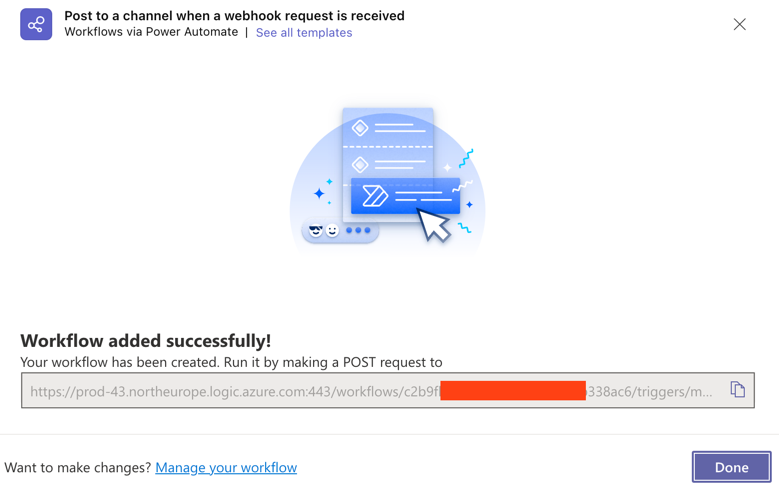 Post to a channel when a webhook request is received
Workflows via Power Automate | See all templates
Workflow added successfully!
Your workflow has been created. Run it by making a POST request to
https://prod-43.northeurope.logic.azure.com:443/workflows/c2b9f 338ac6/triggers/m...
Want to make changes? Manage your workflow
Done